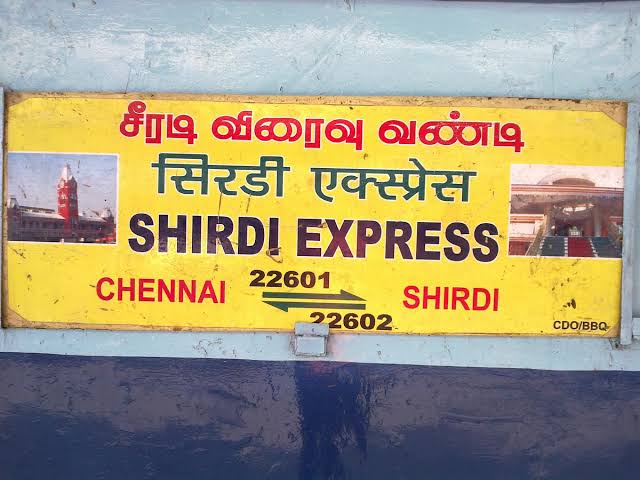 சீரடி விரைவு வண்டி
सिरडी एक्स्प्रेस
SHIRDI EXPRESS
CHENNAI 22601 SHIRDI
22602
CDO/BBQ